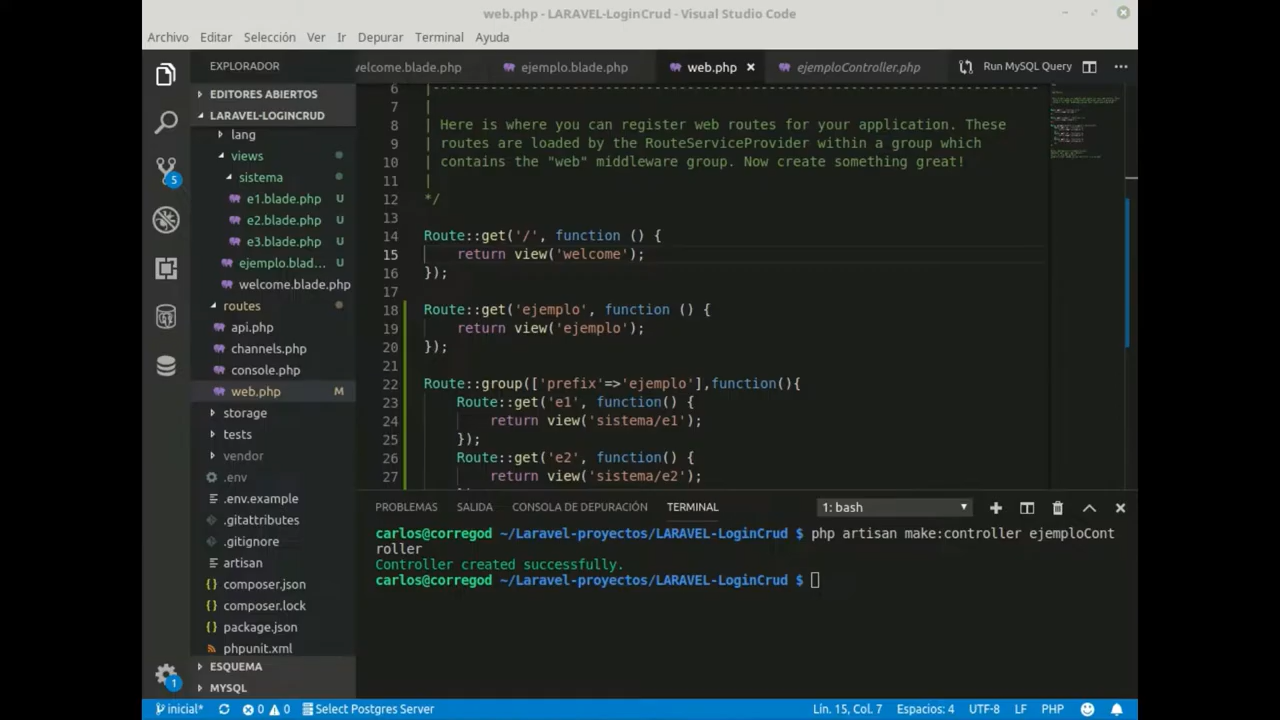 web.php - LARAVEL-LoginCrud - Visual Studio Code
Archivo Editar Selección Ver Ir Depurar Terminal Ayuda
EXPLORADOR
EDITORES ABIERTOS
LARAVEL-LOGINCRUD
lang
views
sistema
e1.blade.php U
e2.blade.php U
e3.blade.php U
ejemplo.blad... U
welcome.blade.php
routes
api.php
channels.php
console.php
web.php M
storage
tests
vendor
.env
.env.example
.gitattributes
.gitignore
artisan
composer.json
composer.lock
package.json
phpunit.xml
ESQUEMA
MYSQL
5
1
velcome.blade.php ejemplo.blade.php web.php ejemploController.php Run MySQL Query
6 |--------------------------------------------------------------------------
7 |
8 | Here is where you can register web routes for your application. These
9 | routes are loaded by the RouteServiceProvider within a group which
10 | contains the "web" middleware group. Now create something great!
11 |
12 */
13
14 Route::get('/', function () {
15 return view('welcome');
16 });
17
18 Route::get('ejemplo', function () {
19 return view('ejemplo');
20 });
21
22 Route::group(['prefix'=>'ejemplo'],function(){
23 Route::get('e1', function() {
24 return view('sistema/e1');
25 });
26 Route::get('e2', function() {
27 return view('sistema/e2');
PROBLEMAS SALIDA CONSOLA DE DEPURACIÓN TERMINAL 1: bash
carlos@corregod ~/Laravel-proyectos/LARAVEL-LoginCrud $ php artisan make:controller ejemploCont
roller
Controller created successfully.
carlos@corregod ~/Laravel-proyectos/LARAVEL-LoginCrud $
inicial* 0 0 Select Postgres Server Lín. 15, Col. 7 Espacios: 4 UTF-8 LF PHP